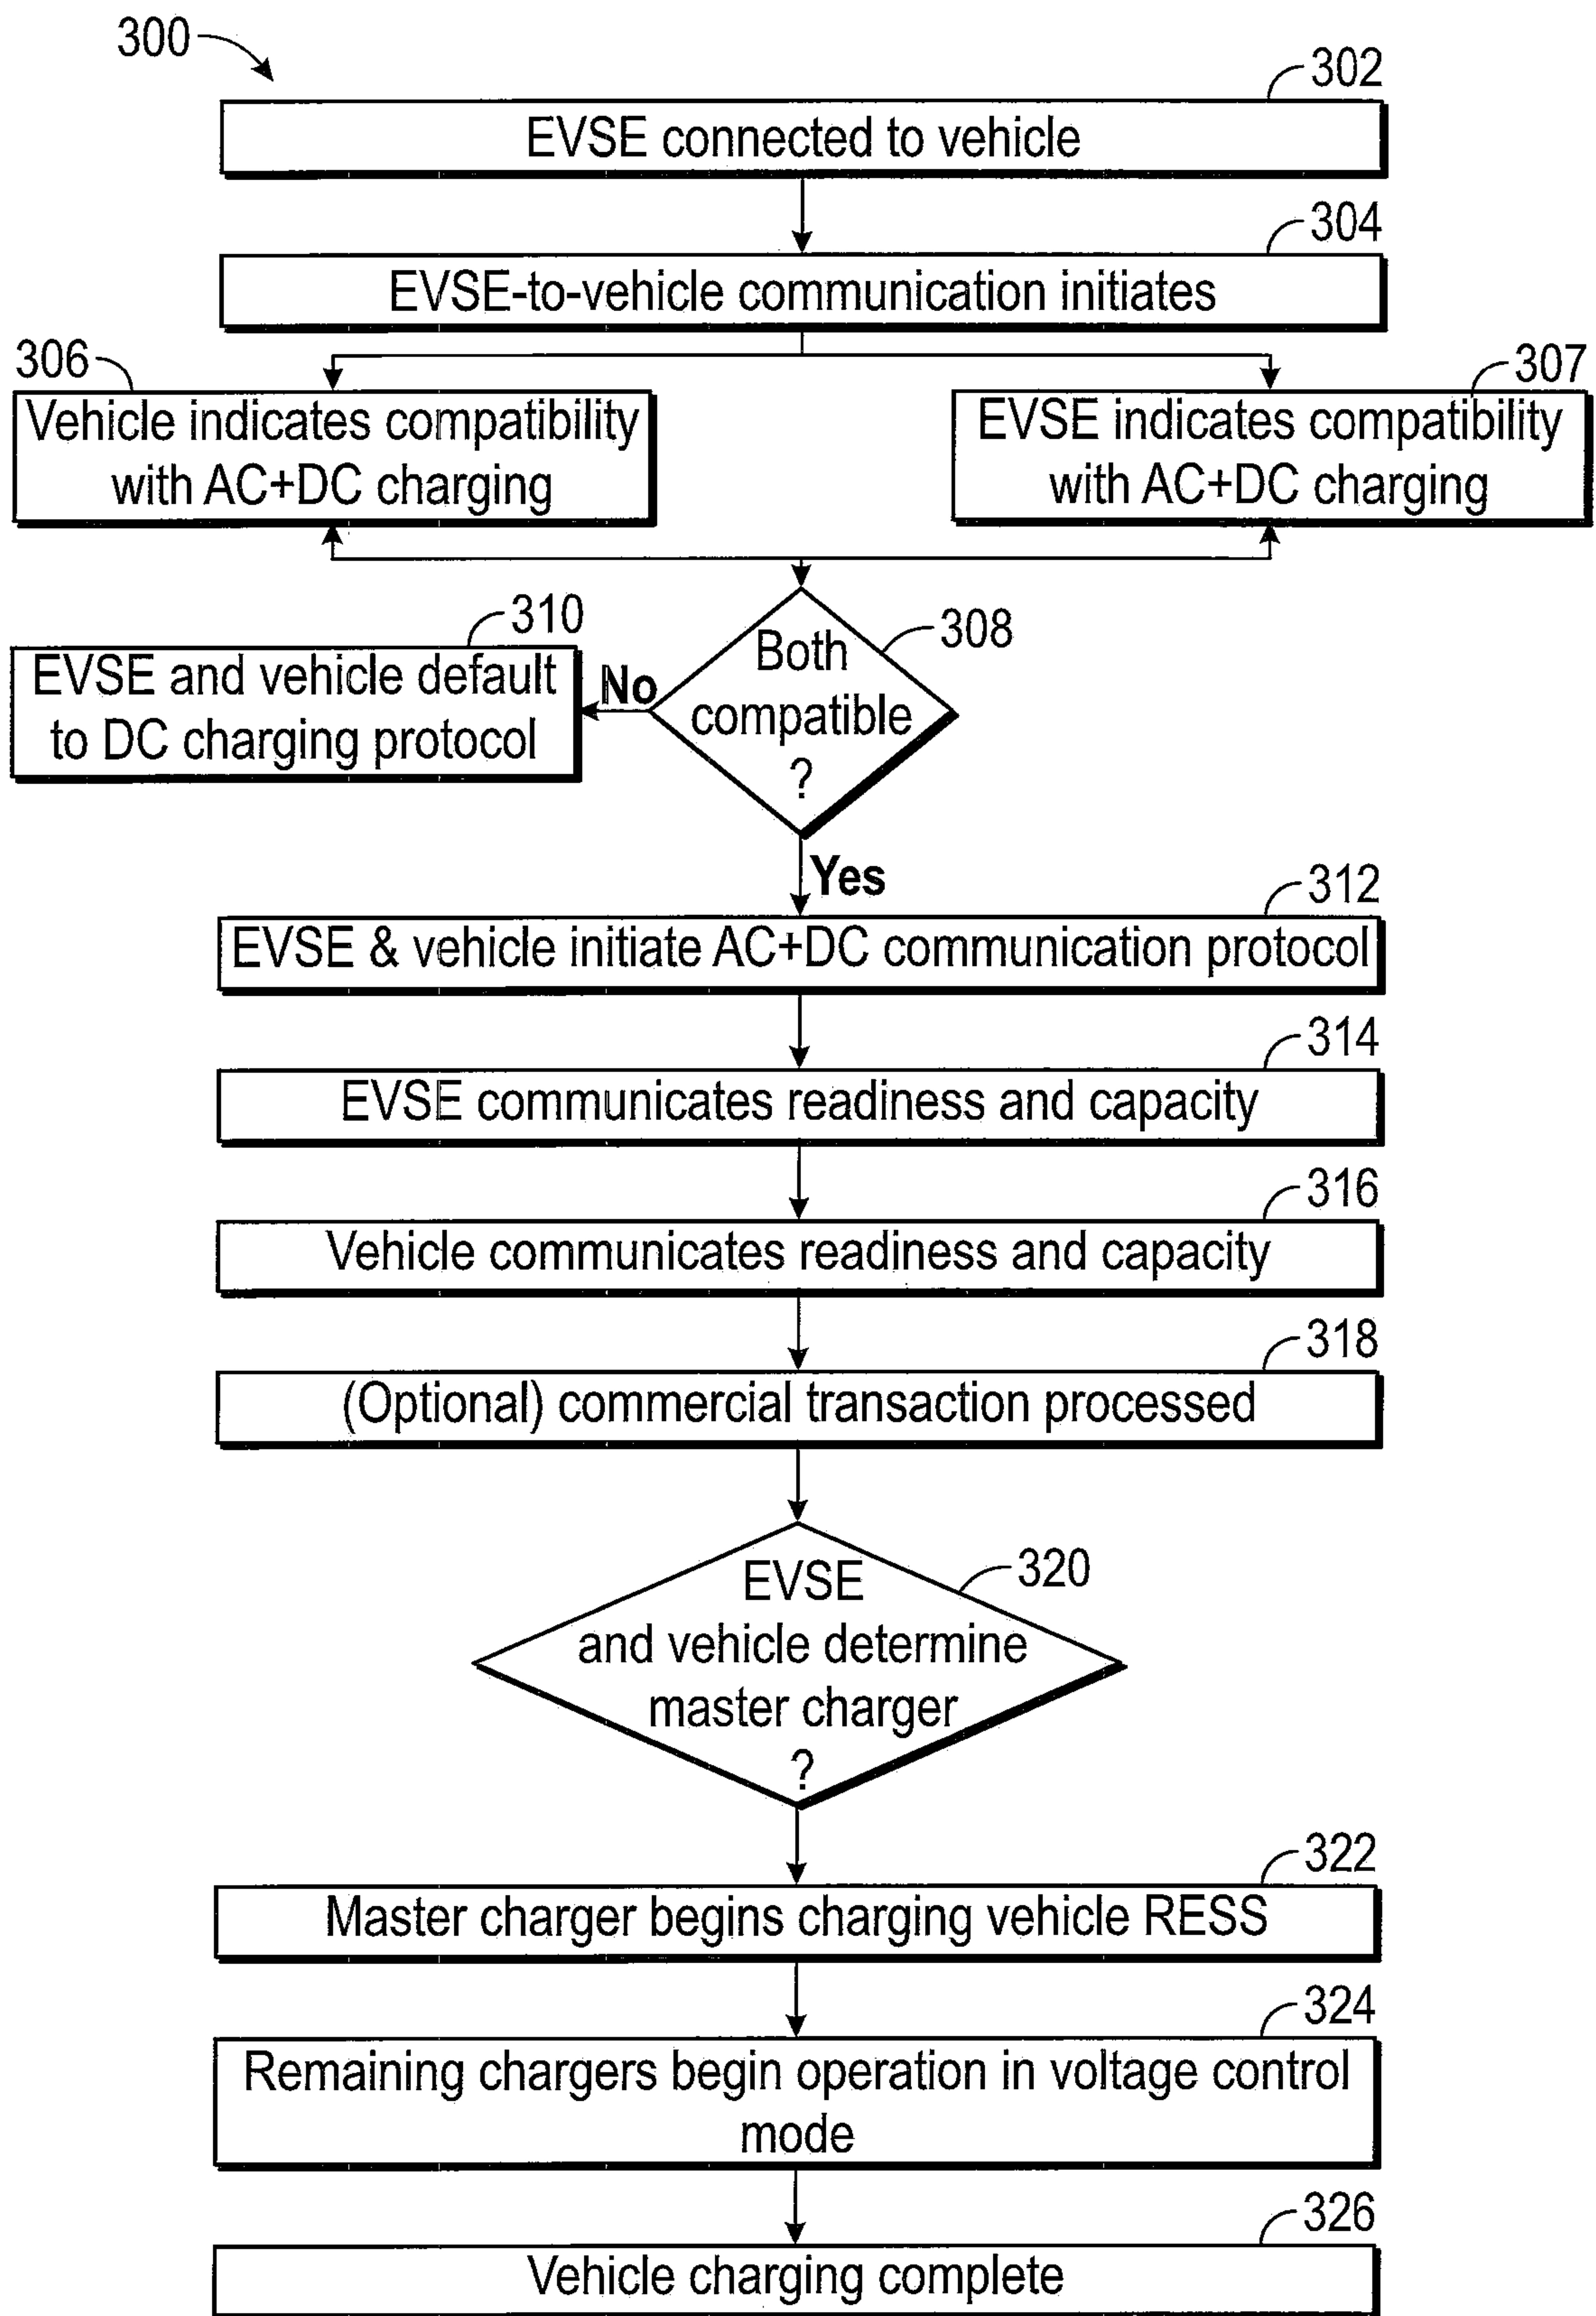 300
302
EVSE connected to vehicle
304
EVSE-to-vehicle communication initiates
306
Vehicle indicates compatibility
with AC+DC charging
307
EVSE indicates compatibility
with AC+DC charging
308
Both
compatible
?
No
310
EVSE and vehicle default
to DC charging protocol
Yes
312
EVSE & vehicle initiate AC+DC communication protocol
314
EVSE communicates readiness and capacity
316
Vehicle communicates readiness and capacity
318
(Optional) commercial transaction processed
320
EVSE
and vehicle determine
master charger
?
322
Master charger begins charging vehicle RESS
324
Remaining chargers begin operation in voltage control
mode
326
Vehicle charging complete